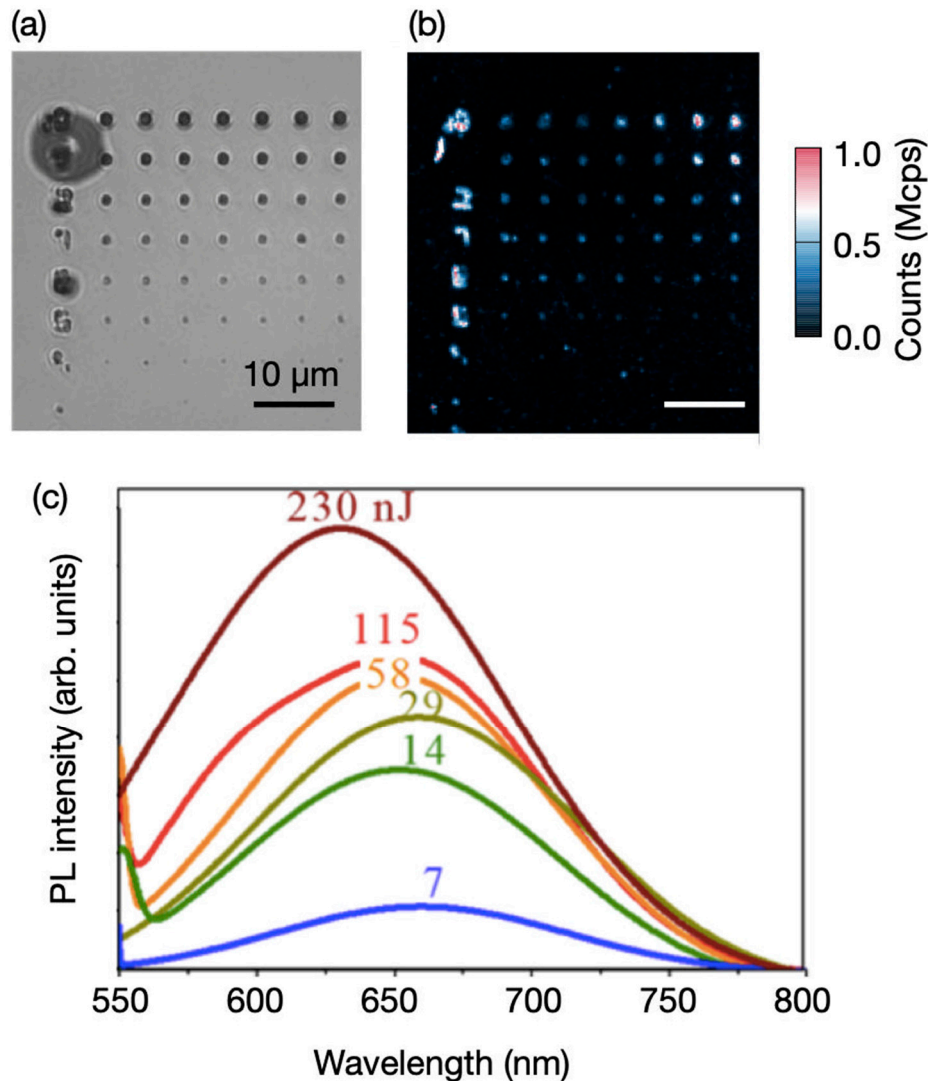 (a)
(b)
10 µm
1.0
0.5
0.0
Counts (Mcps)
(c)
230 nJ
115
58
29
14
7
PL intensity (arb. units)
550 600 650 700 750 800
Wavelength (nm)